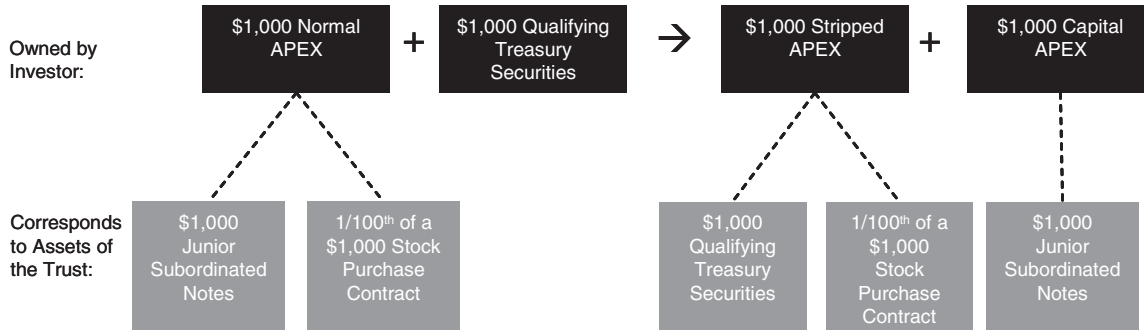 Owned by
Investor:
$1,000 Normal
APEX
+
$1,000 Qualifying
Treasury
Securities
→
$1,000 Stripped
APEX
+
$1,000 Capital
APEX
Corresponds
to Assets of
the Trust:
$1,000
Junior
Subordinated
Notes
1/100th of a
$1,000 Stock
Purchase
Contract
$1,000
Qualifying
Treasury
Securities
1/100th of a
$1,000
Stock
Purchase
Contract
$1,000
Junior
Subordinated
Notes